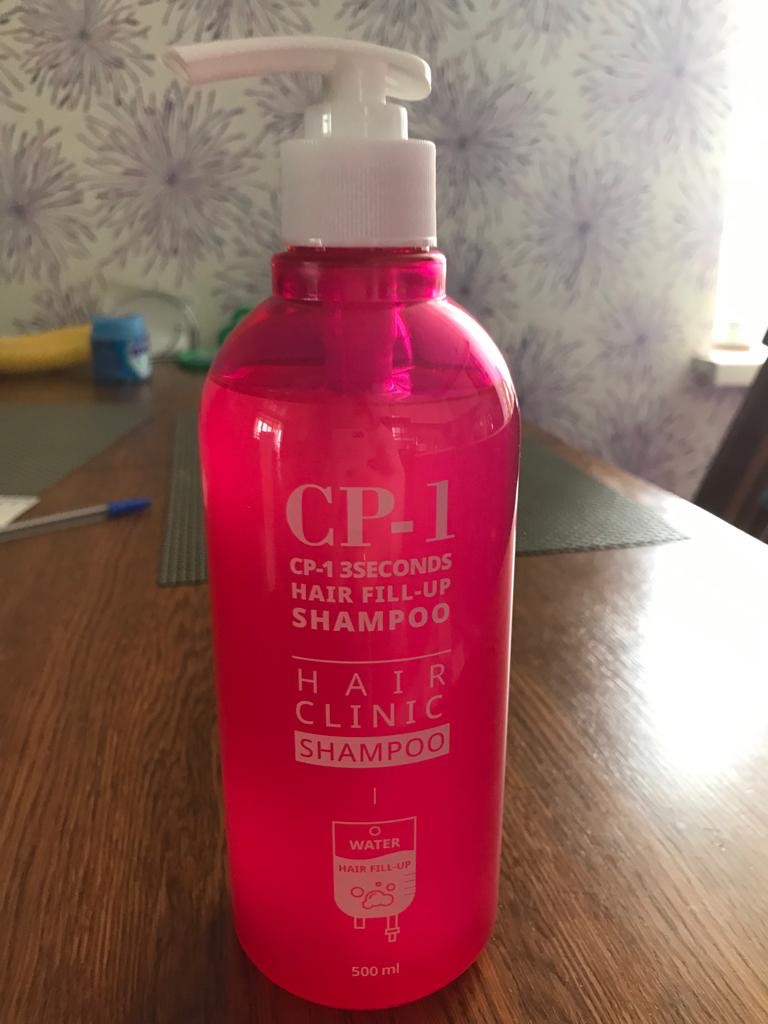 CP-1
CP-1 3SECONDS
HAIR FILL-UP
SHAMPOO
HAIR
CLINIC
SHAMPOO
WATER
HAIR FILL-UP
500 ml